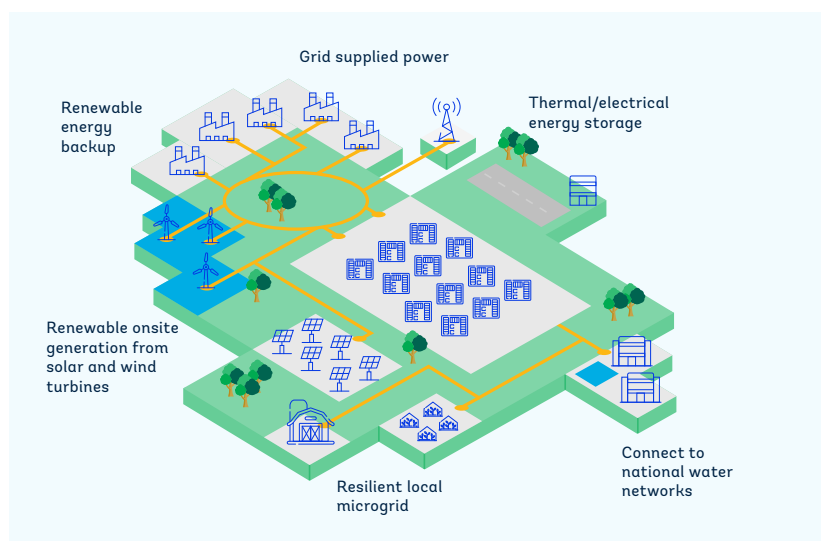 Grid supplied power
Renewable
energy
backup
Thermal/electrical
energy storage
Renewable onsite
generation from
solar and wind
turbines
Connect to
national water
networks
Resilient local
microgrid